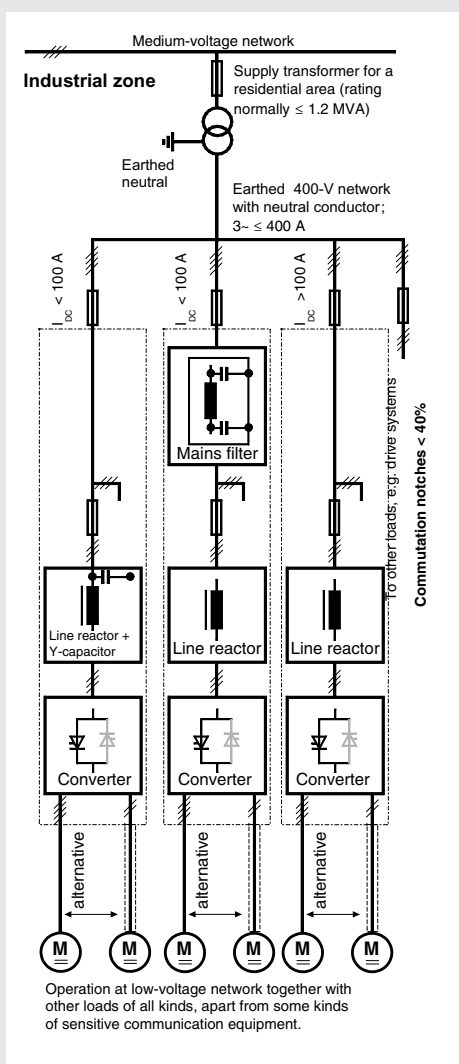 Medium-voltage network
Industrial zone
Supply transformer for a
residential area (rating
normally ≤ 1.2 MVA)
Earthed
neutral
Earthed 400-V network
with neutral conductor;
3~ ≤ 400 A
I DC < 100 A
I DC < 100 A
I DC >100 A
To other loads, e.g. drive systems
Commutation notches < 40%
Mains filter
Line reactor +
Y-capacitor
Line reactor
Line reactor
Converter
Converter
Converter
alternative
alternative
alternative
M
M
M
M
M
M
Operation at low-voltage network together with
other loads of all kinds, apart from some kinds
of sensitive communication equipment.